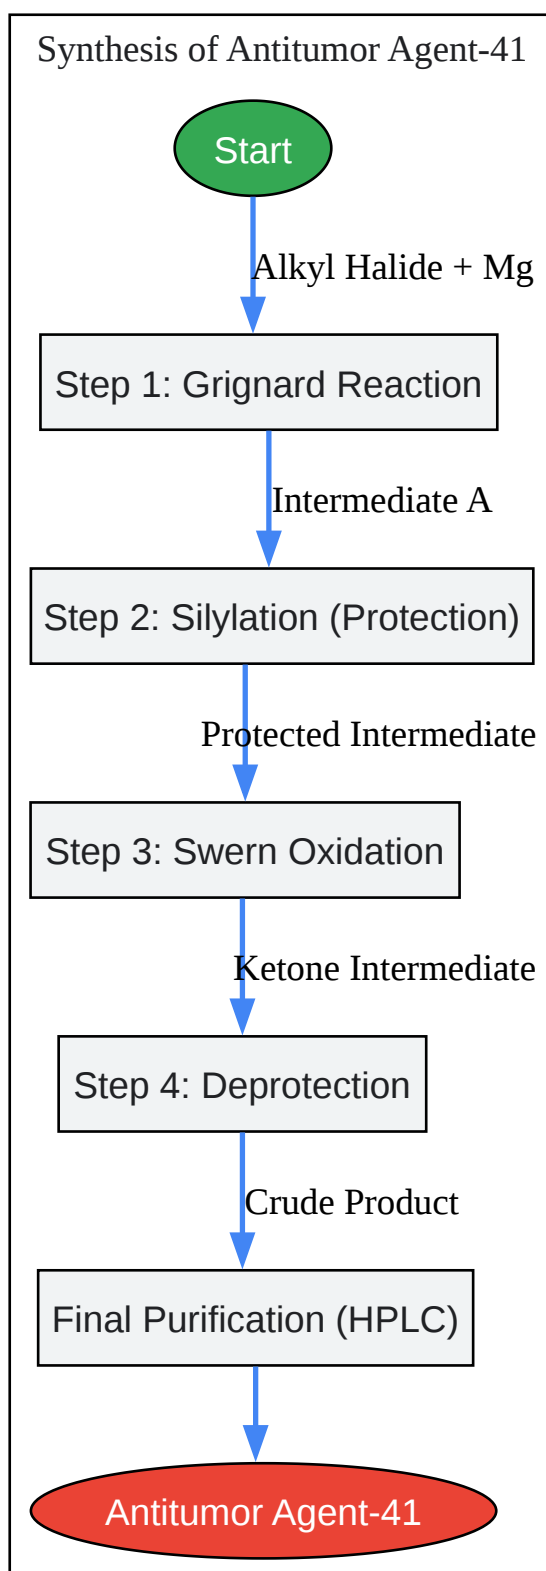 Synthesis of Antitumor Agent-41
Start
Alkyl Halide + Mg
Step 1: Grignard Reaction
Intermediate A
Step 2: Silylation (Protection)
Protected Intermediate
Step 3: Swern Oxidation
Ketone Intermediate
Step 4: Deprotection
Crude Product
Final Purification (HPLC)
Antitumor Agent-41